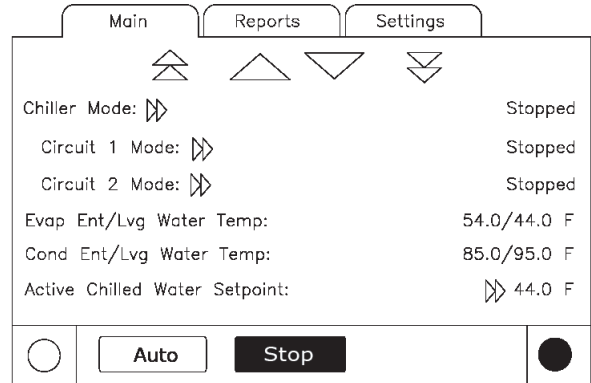 Main Reports Settings
Chiller Mode: Stopped
Circuit 1 Mode: Stopped
Circuit 2 Mode: Stopped
Evap Ent/Lvg Water Temp: 54.0/44.0 F
Cond Ent/Lvg Water Temp: 85.0/95.0 F
Active Chilled Water Setpoint: 44.0 F
Auto Stop